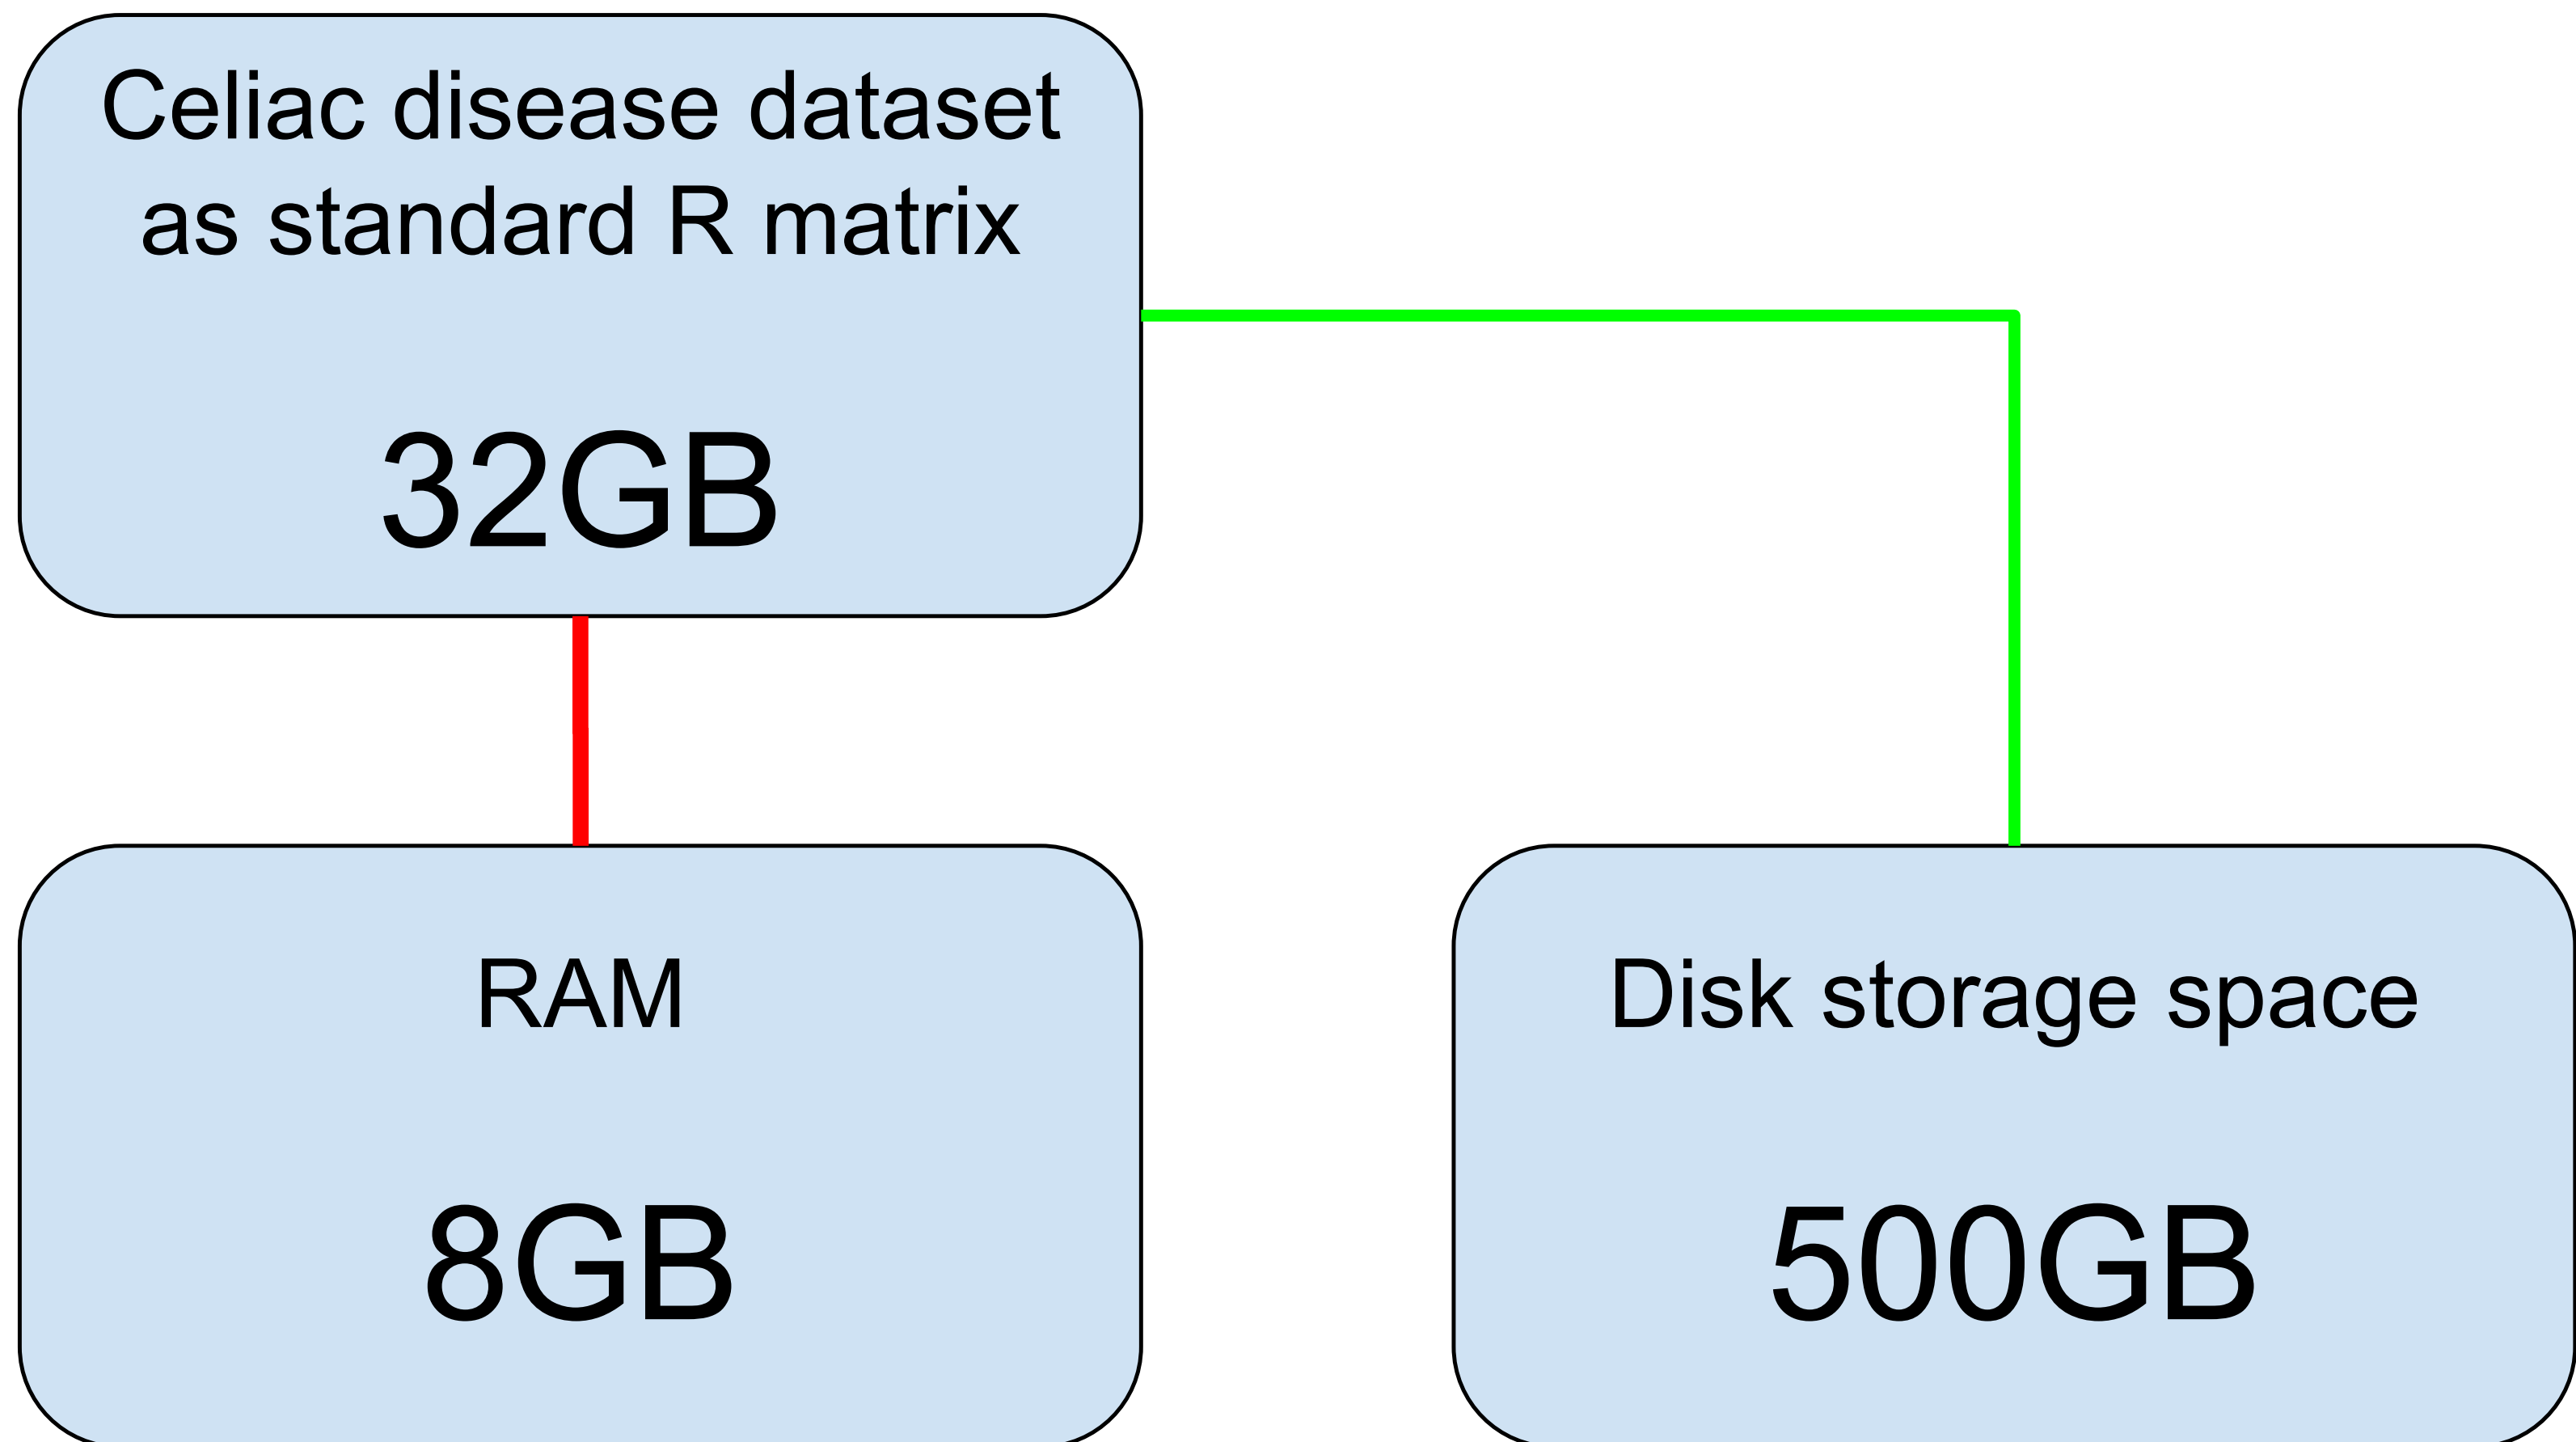 Celiac disease dataset
as standard R matrix
32GB
RAM
8GB
Disk storage space
500GB